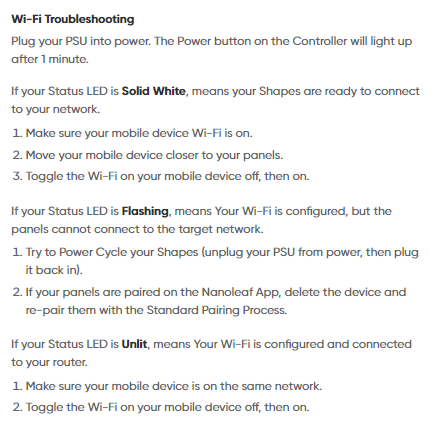 Wi-Fi Troubleshooting
Plug your PSU into power. The Power button on the Controller will light up
after 1 minute.
If your Status LED is Solid White, means your Shapes are ready to connect
to your network.
1. Make sure your mobile device Wi-Fi is on.
2. Move your mobile device closer to your panels.
3. Toggle the Wi-Fi on your mobile device off, then on.
If your Status LED is Flashing, means Your Wi-Fi is configured, but the
panels cannot connect to the target network.
1. Try to Power Cycle your Shapes (unplug your PSU from power, then plug
it back in).
2. If your panels are paired on the Nanoleaf App, delete the device and
re-pair them with the Standard Pairing Process.
If your Status LED is Unlit, means Your Wi-Fi is configured and connected
to your router.
1. Make sure your mobile device is on the same network.
2. Toggle the Wi-Fi on your mobile device off, then on.